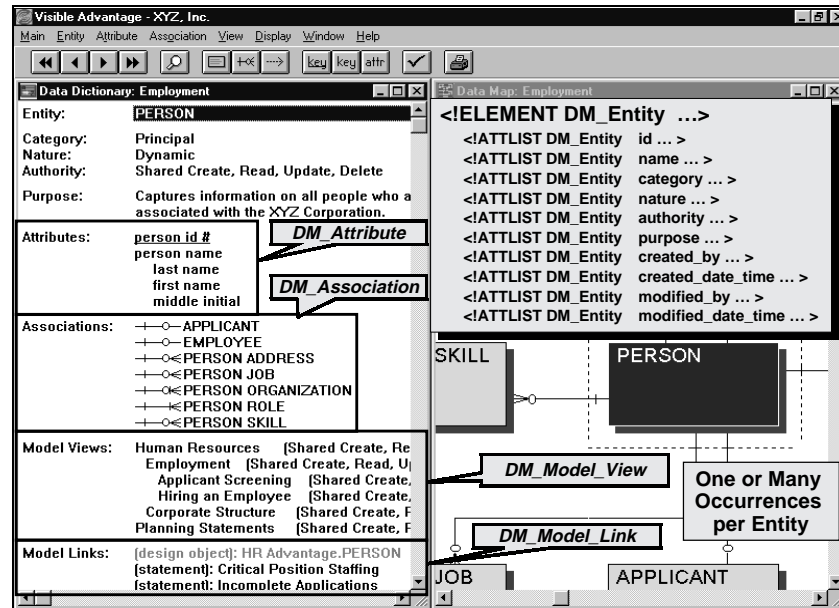 Visible Advantage - XYZ, Inc.
Main Entity Attribute Association View Display Window Help
key key attr
Data Dictionary: Employment
Entity: PERSON
Category: Principal
Nature: Dynamic
Authority: Shared Create, Read, Update, Delete
Purpose: Captures information on all people who a
associated with the XYZ Corporation.
Attributes: person id #
person name
last name
first name
middle initial
DM_Attribute
DM_Association
Associations: APPLICANT
EMPLOYEE
PERSON ADDRESS
PERSON JOB
PERSON ORGANIZATION
PERSON ROLE
PERSON SKILL
Model Views: Human Resources (Shared Create, Re
Employment (Shared Create, Read, U
Applicant Screening (Shared Create,
Hiring an Employee (Shared Create,
Corporate Structure (Shared Create, F
Planning Statements (Shared Create, F
DM_Model_View
DM_Model_Link
Model Links: (design object): HR Advantage.PERSON
(statement): Critical Position Staffing
(statement): Incomplete Applications
Data Map: Employment
<!ELEMENT DM_Entity …>
<!ATTLIST DM_Entity id … >
<!ATTLIST DM_Entity name … >
<!ATTLIST DM_Entity category … >
<!ATTLIST DM_Entity nature … >
<!ATTLIST DM_Entity authority … >
<!ATTLIST DM_Entity purpose … >
<!ATTLIST DM_Entity created_by … >
<!ATTLIST DM_Entity created_date_time … >
<!ATTLIST DM_Entity modified_by … >
<!ATTLIST DM_Entity modified_date_time … >
SKILL
PERSON
One or Many
Occurrences
per Entity
JOB
APPLICANT